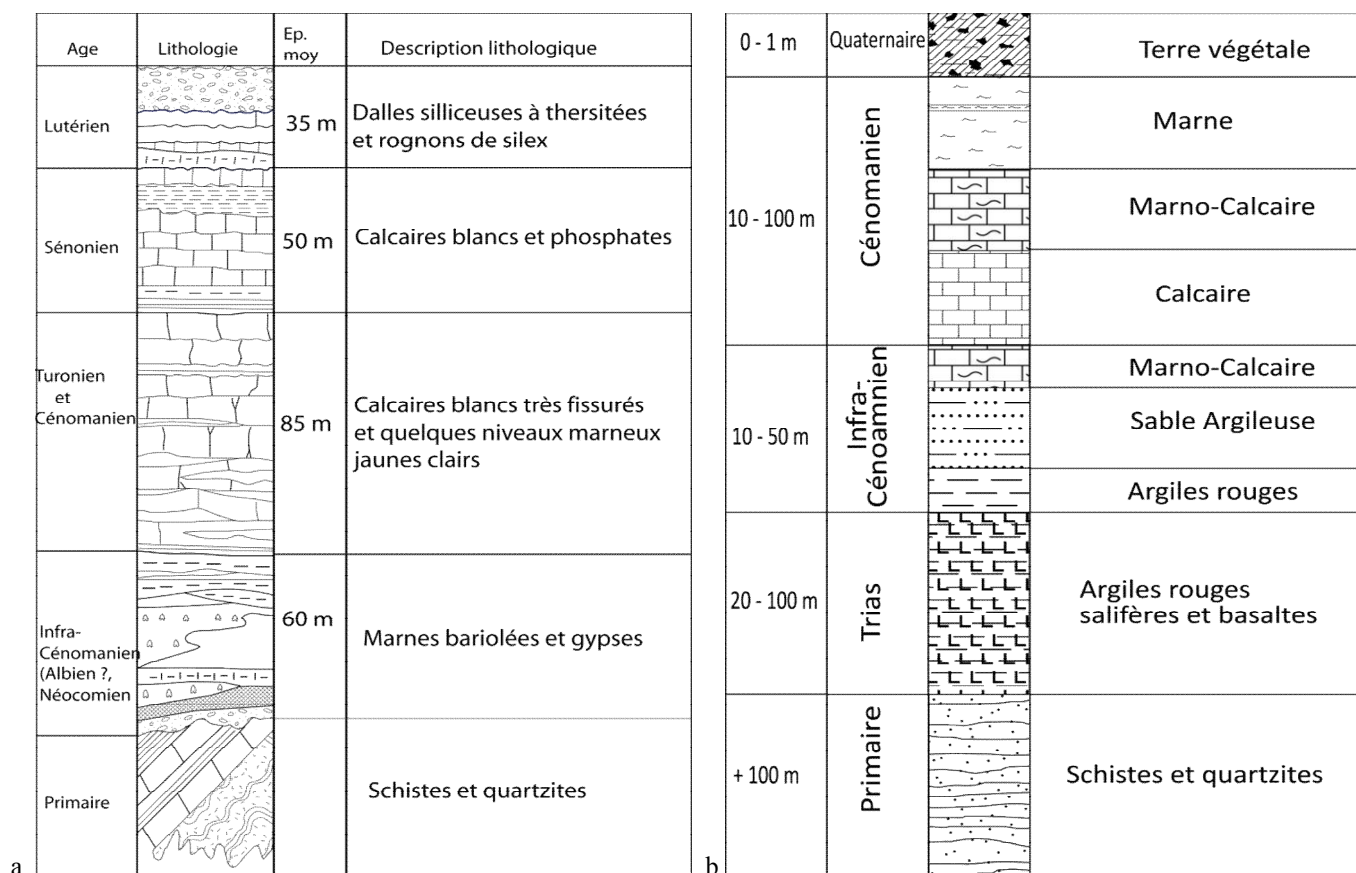 Age
Lithologie
Ep.
moy
Description lithologique
Lutérien
35 m
Dalles silliceuses à thersitées
et rognons de silex
Sénonien
50 m
Calcaires blancs et phosphates
Turonien
et
Cénomanien
85 m
Calcaires blancs très fissurés
et quelques niveaux marneux
jaunes clairs
Infra-
Cénomanien
(Albien ?,
Néocomien
60 m
Marnes bariolées et gypses
Primaire
Schistes et quartzites
a
0 - 1 m
Quaternaire
Terre végétale
10 - 100 m
Cénomanien
Marne
Marno-Calcaire
Calcaire
10 - 50 m
Infra-
Cénoamnien
Marno-Calcaire
Sable Argileuse
Argiles rouges
20 - 100 m
Trias
Argiles rouges
salifères et basaltes
+ 100 m
Primaire
Schistes et quartzites
b